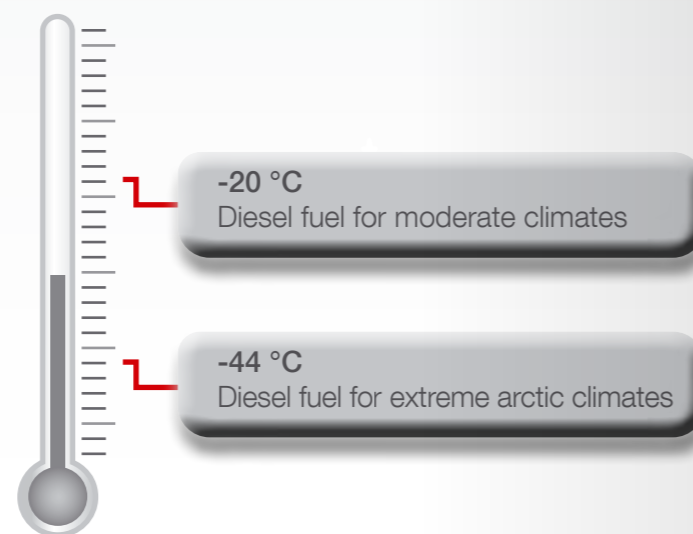 -20 °C
Diesel fuel for moderate climates
-44 °C
Diesel fuel for extreme arctic climates